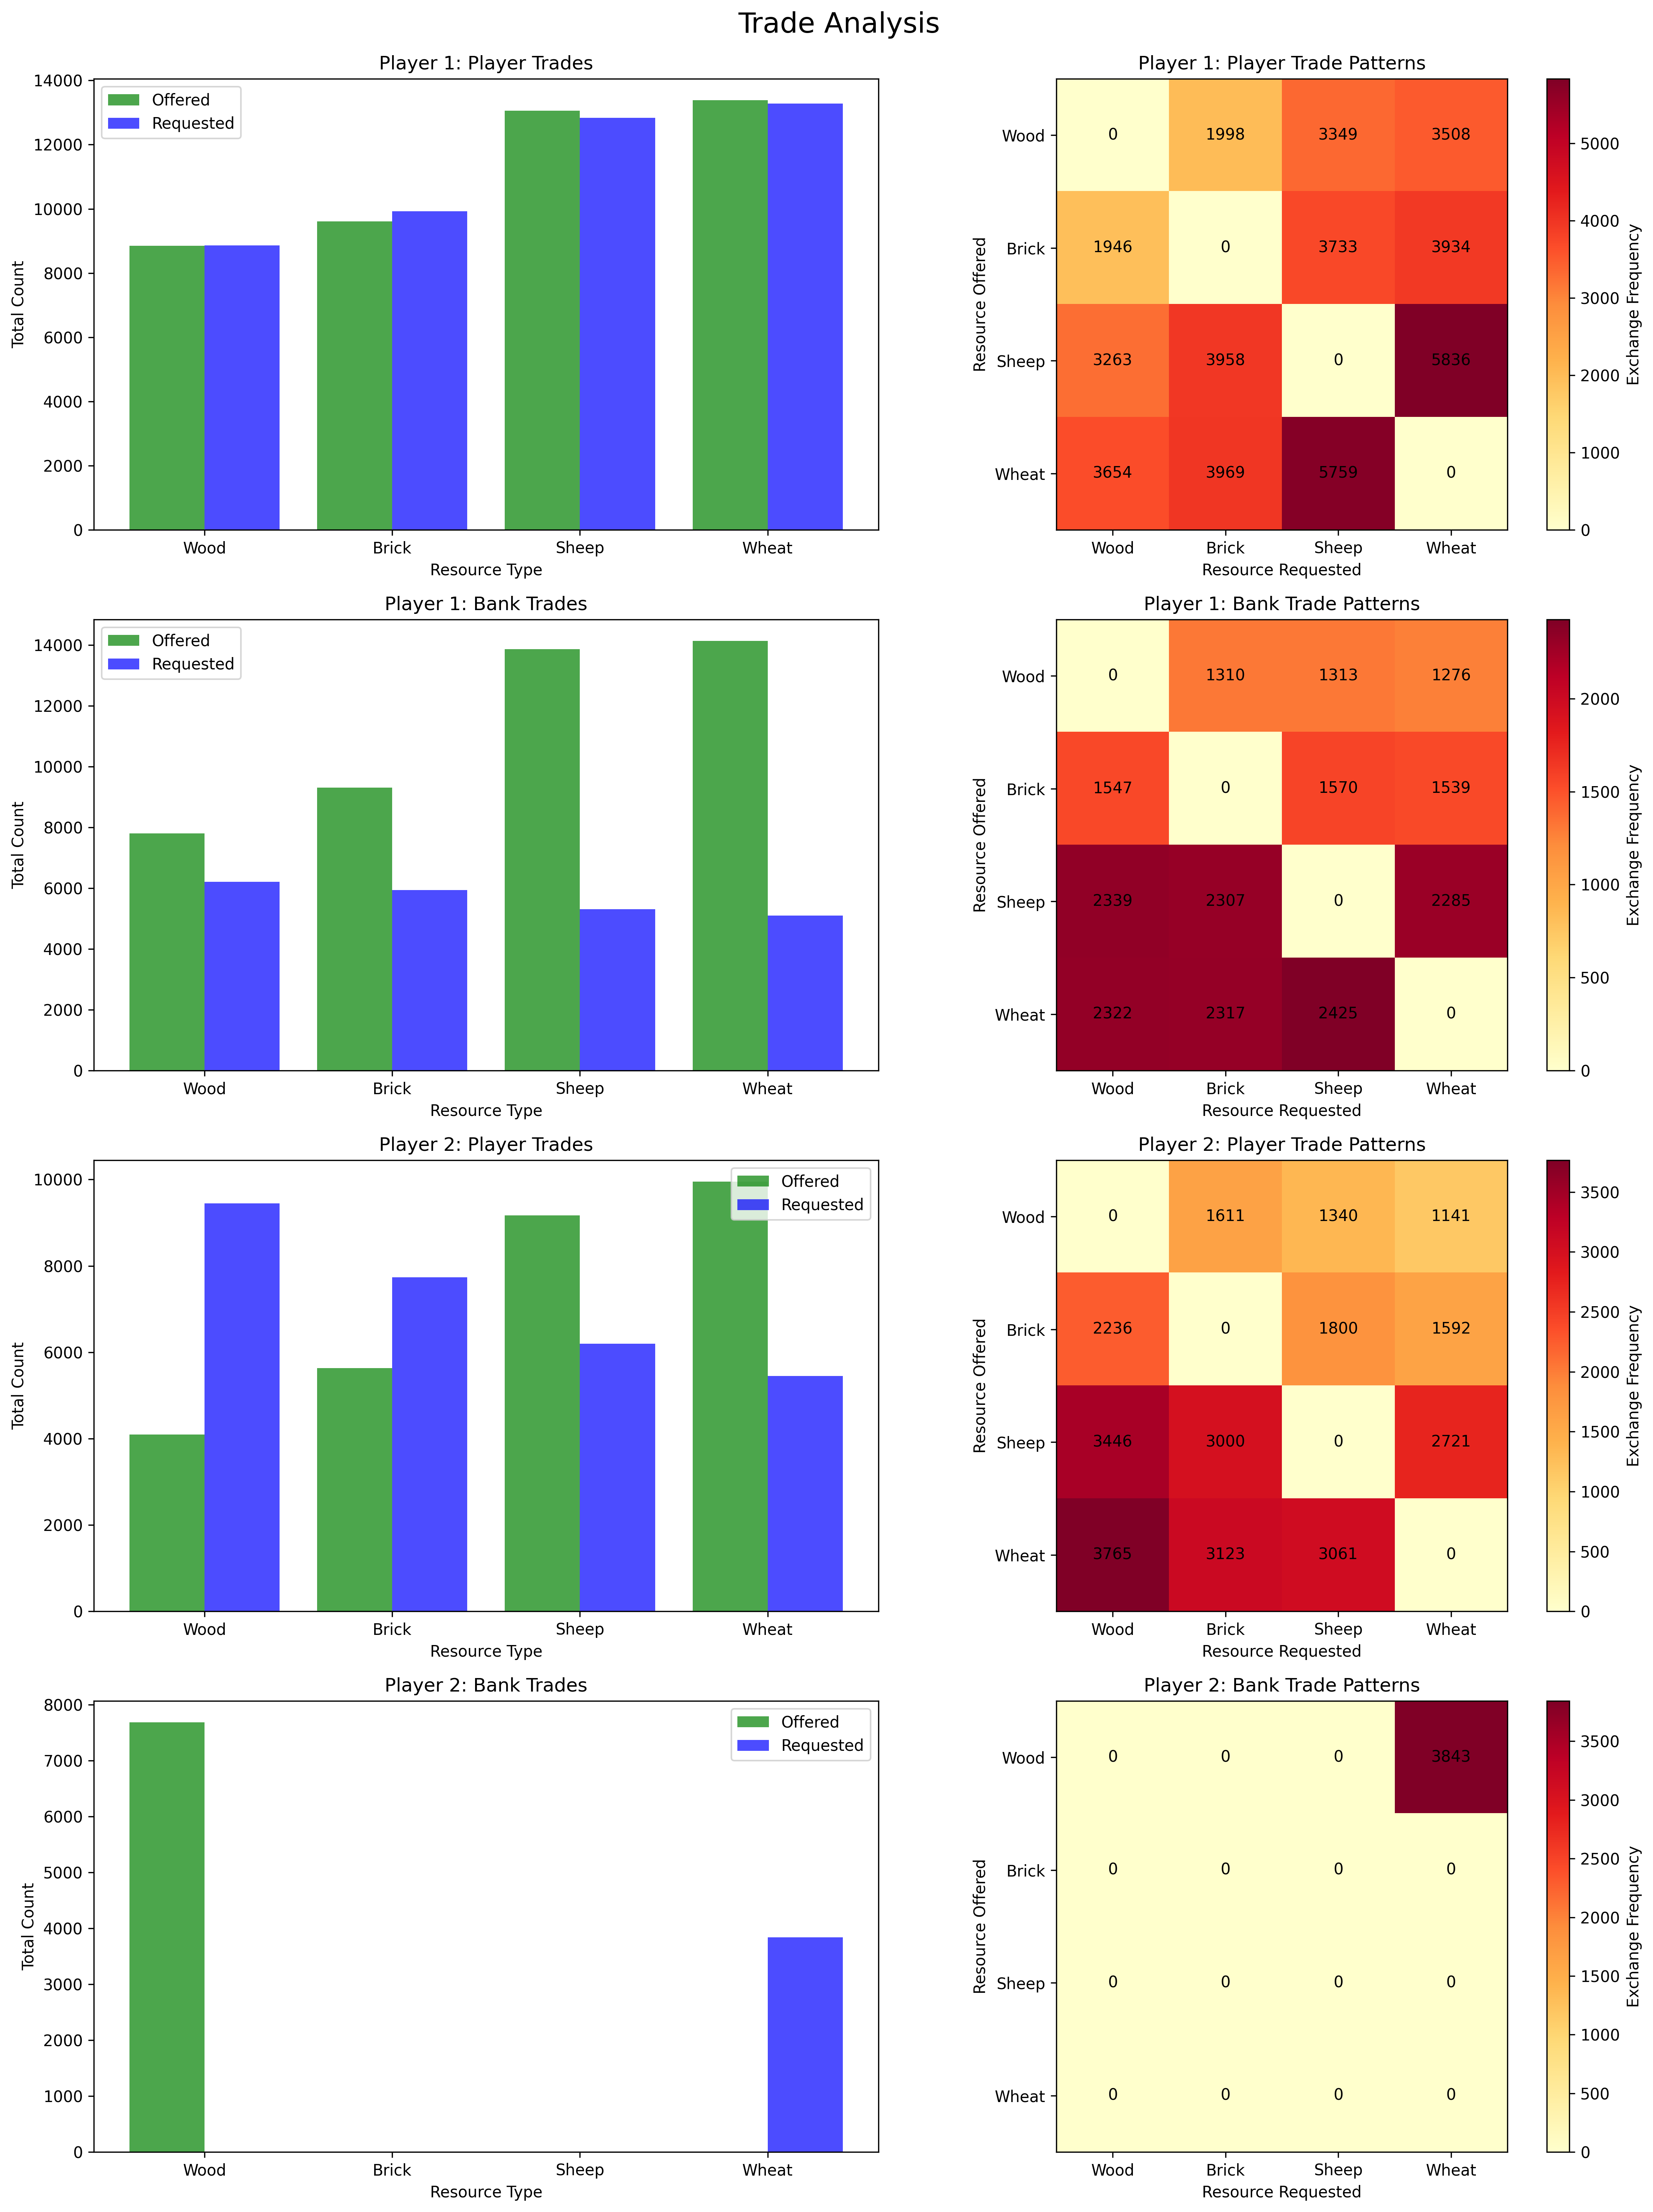 Trade Analysis
Player 1: Player Trades
14000
12000
10000
8000
6000
4000
2000
0
Total Count
Offered
Requested
Wood Brick Sheep Wheat
Resource Type
Player 1: Player Trade Patterns
Resource Offered
Wood 0 1998 3349 3508
Brick 1946 0 3733 3934
Sheep 3263 3958 0 5836
Wheat 3654 3969 5759 0
Wood Brick Sheep Wheat
Resource Requested
5000
4000
3000
2000
1000
0
Exchange Frequency
Player 1: Bank Trades
14000
12000
10000
8000
6000
4000
2000
0
Total Count
Offered
Requested
Wood Brick Sheep Wheat
Resource Type
Player 1: Bank Trade Patterns
Resource Offered
Wood 0 1310 1313 1276
Brick 1547 0 1570 1539
Sheep 2339 2307 0 2285
Wheat 2322 2317 2425 0
Wood Brick Sheep Wheat
Resource Requested
2000
1500
1000
500
0
Exchange Frequency
Player 2: Player Trades
10000
8000
6000
4000
2000
0
Total Count
Offered
Requested
Wood Brick Sheep Wheat
Resource Type
Player 2: Player Trade Patterns
Resource Offered
Wood 0 1611 1340 1141
Brick 2236 0 1800 1592
Sheep 3446 3000 0 2721
Wheat 3765 3123 3061 0
Wood Brick Sheep Wheat
Resource Requested
3500
3000
2500
2000
1500
1000
500
0
Exchange Frequency
Player 2: Bank Trades
8000
7000
6000
5000
4000
3000
2000
1000
0
Total Count
Offered
Requested
Wood Brick Sheep Wheat
Resource Type
Player 2: Bank Trade Patterns
Resource Offered
Wood 0 0 0 3843
Brick 0 0 0 0
Sheep 0 0 0 0
Wheat 0 0 0 0
Wood Brick Sheep Wheat
Resource Requested
3500
3000
2500
2000
1500
1000
500
0
Exchange Frequency